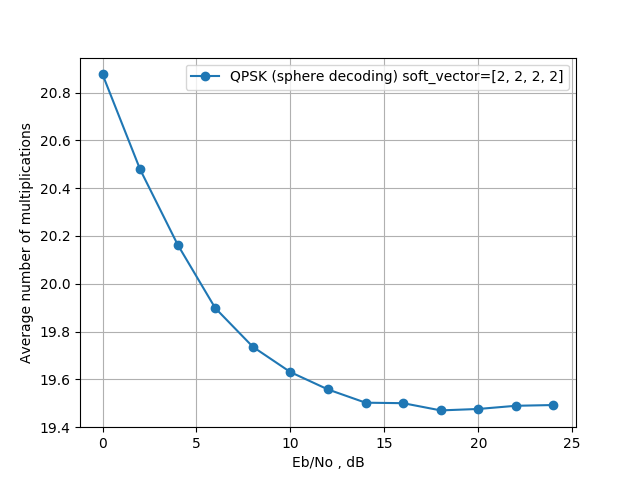 QPSK (sphere decoding) soft_vector=[2, 2, 2, 2]
Average number of multiplications
20.8
20.6
20.4
20.2
20.0
19.8
19.6
19.4
0 5 10 15 20 25
Eb/No , dB